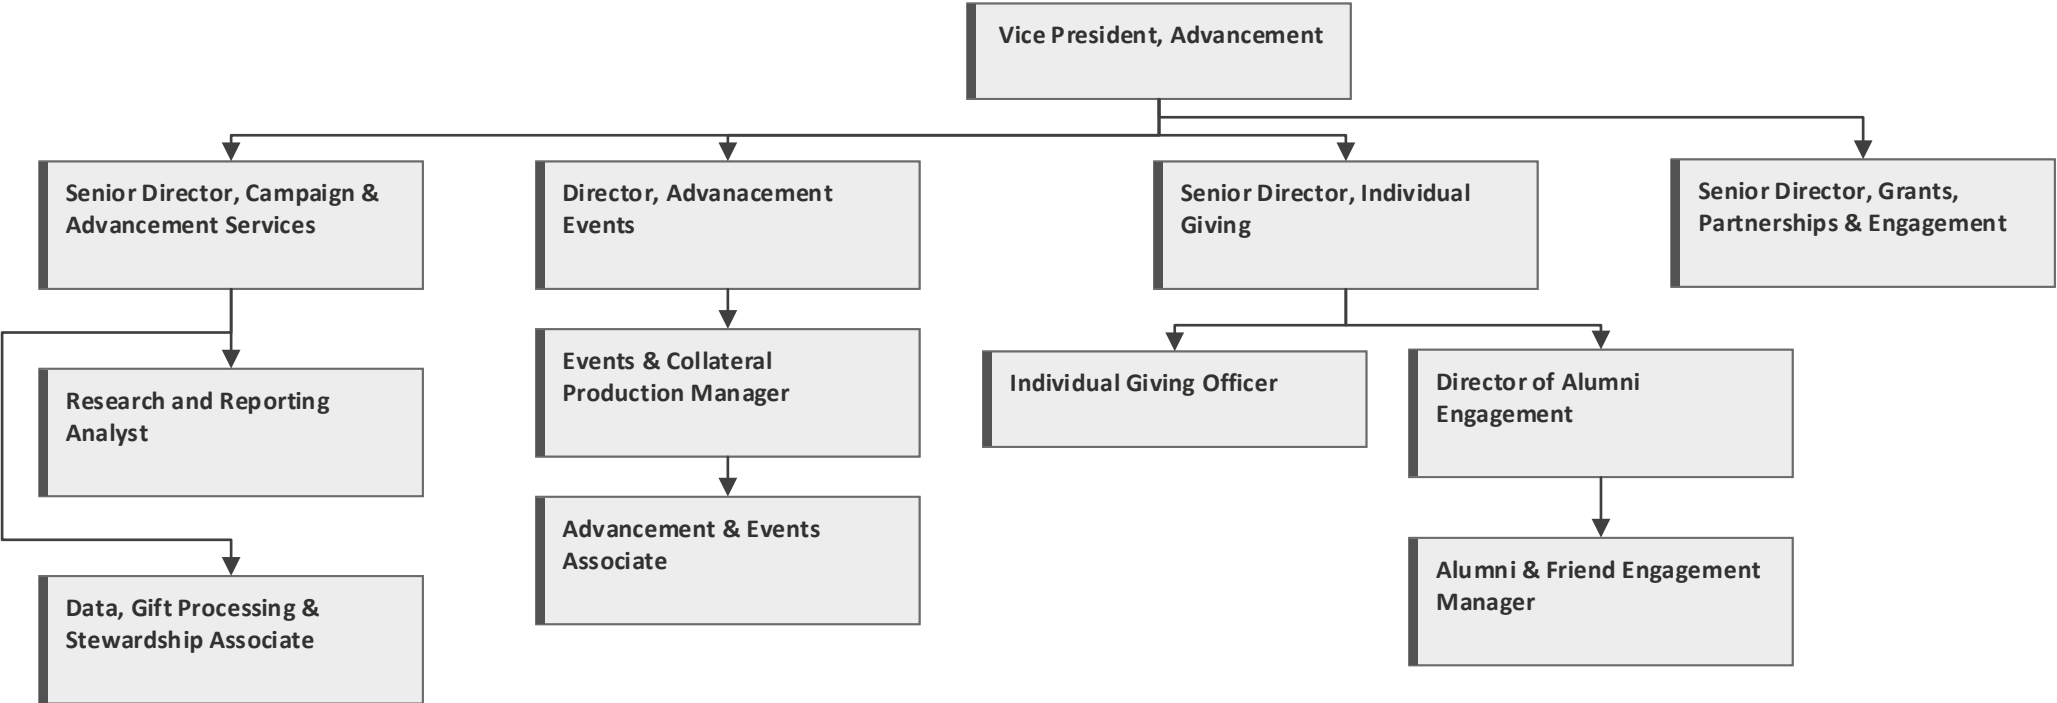 Vice President, Advancement
Senior Director, Campaign &
Advancement Services
Director, Advanacement
Events
Senior Director, Individual
Giving
Senior Director, Grants,
Partnerships & Engagement
Events & Collateral
Production Manager
Individual Giving Officer
Director of Alumni
Engagement
Research and Reporting
Analyst
Advancement & Events
Associate
Alumni & Friend Engagement
Manager
Data, Gift Processing &
Stewardship Associate